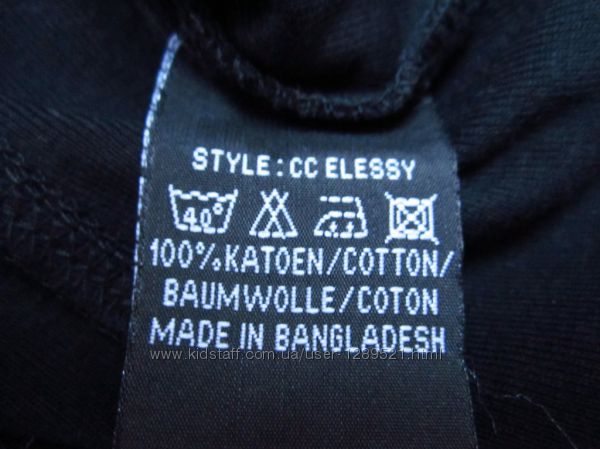 STYLE : CC ELESSY
40°
100% KATOEN/COTTON/
BAUMWOLLE/COTON
MADE IN BANGLADESH
www.kidstaff.com.ua/user-1289521.html